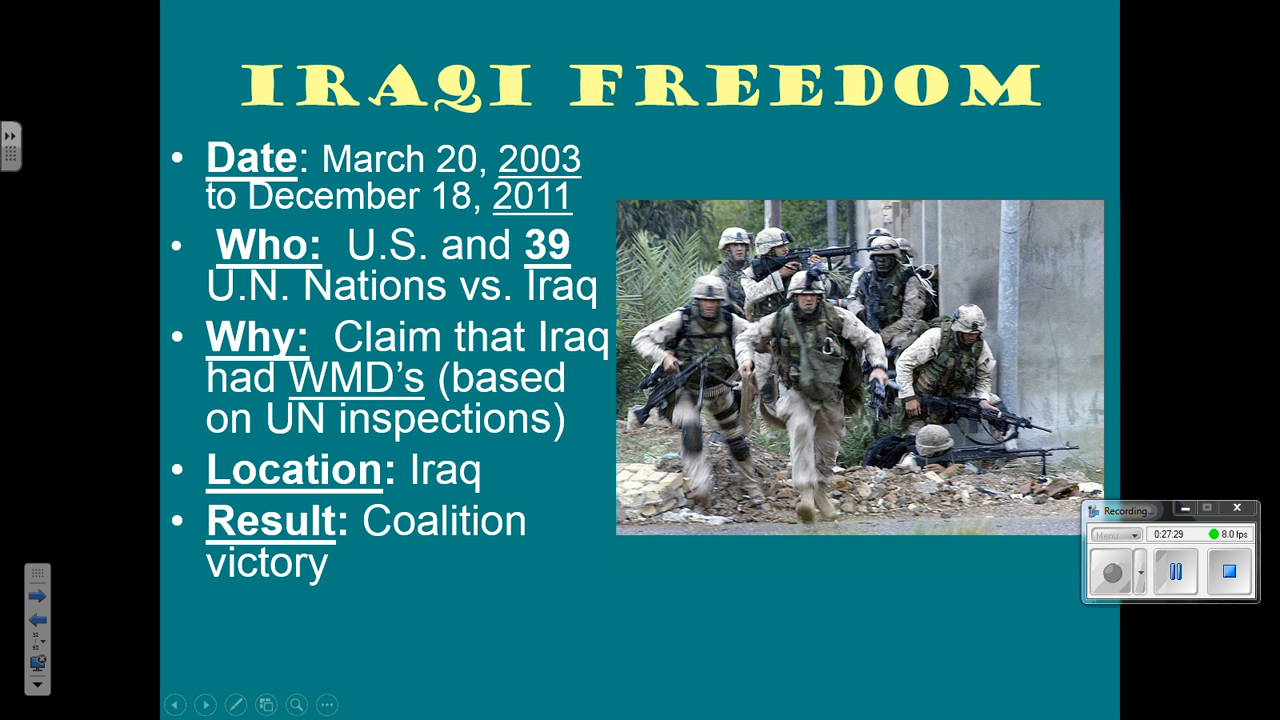 IRAQI FREEDOM
• Date: March 20, 2003
to December 18, 2011
• Who: U.S. and 39
U.N. Nations vs. Iraq
• Why: Claim that Iraq
had WMD's (based
on UN inspections)
• Location: Iraq
• Result: Coalition
victory
Recording...
Menu
0:27:29
8.0 fps